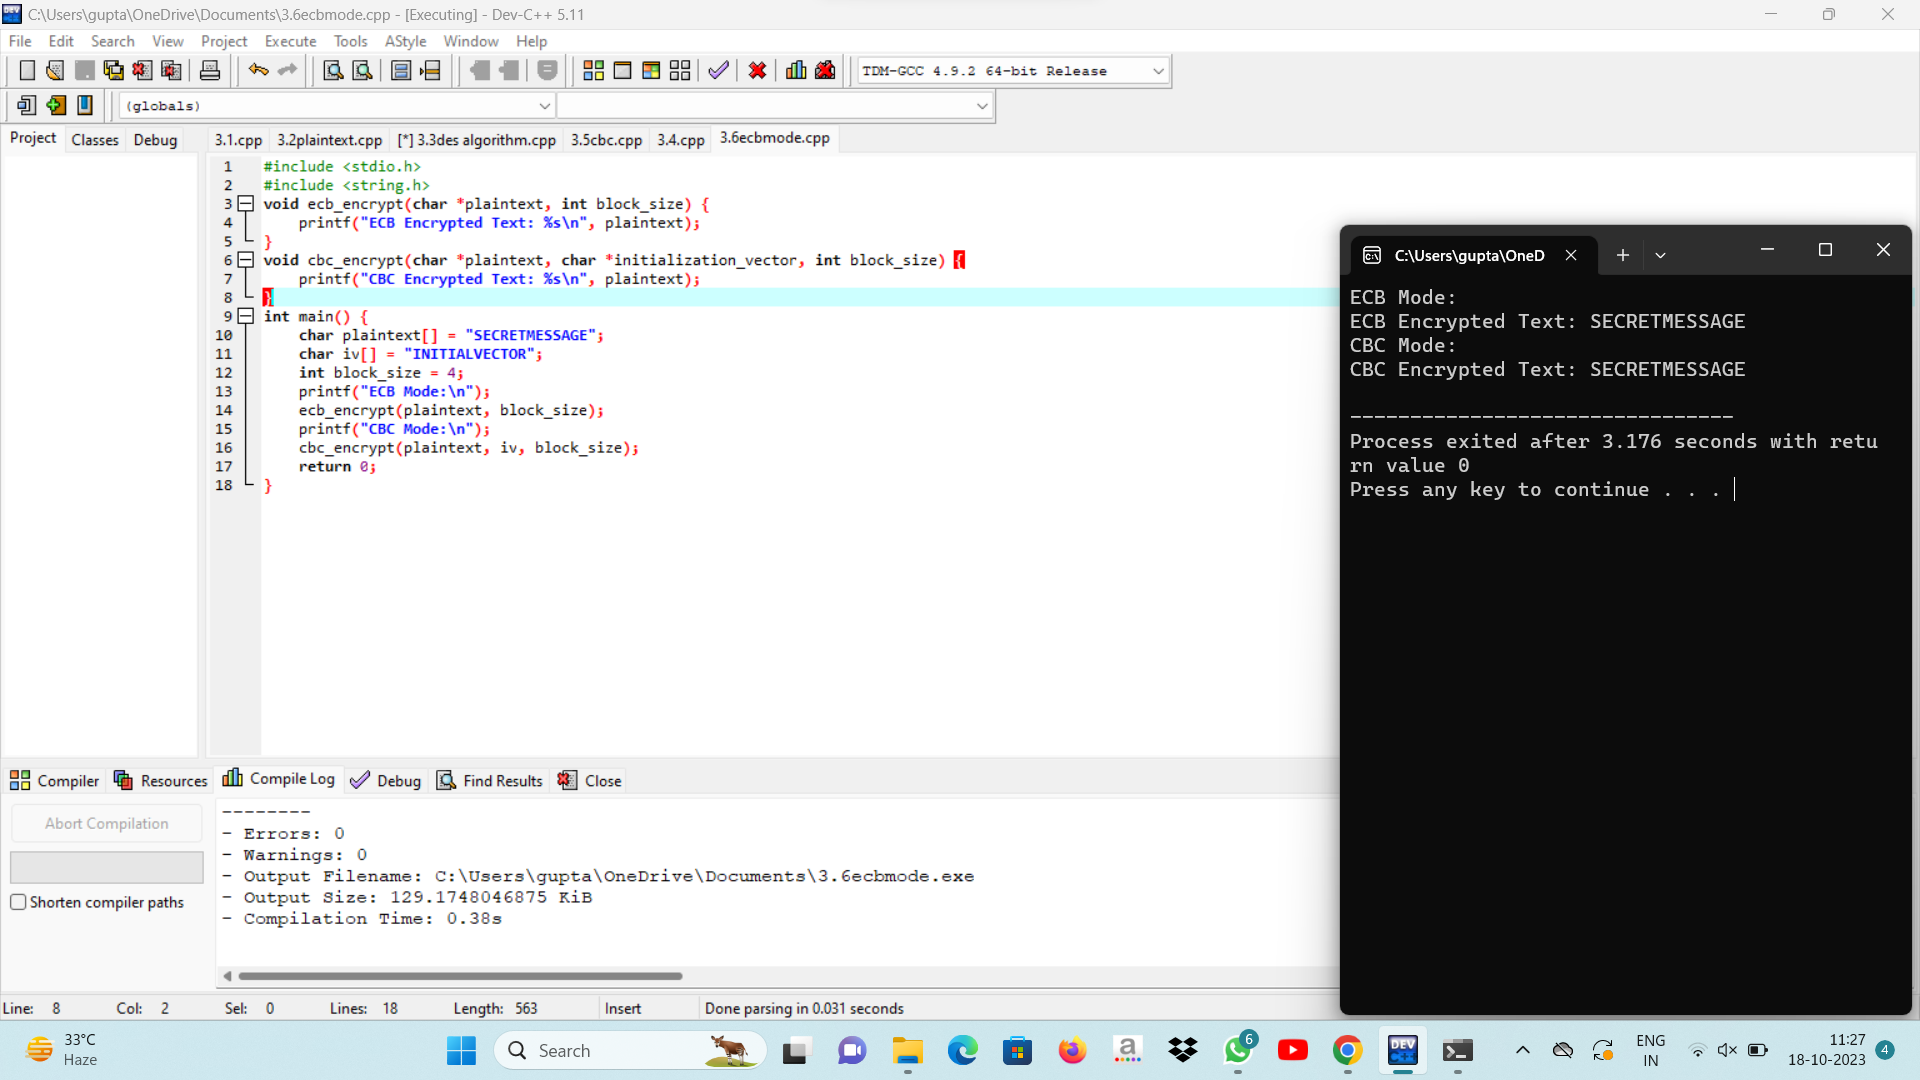 C:\Users\gupta\OneDrive\Documents\3.6ecbmode.cpp - [Executing] - Dev-C++ 5.11
File Edit Search View Project Execute Tools AStyle Window Help
TDM-GCC 4.9.2 64-bit Release
(globals)
Project Classes Debug
3.1.cpp 3.2plaintext.cpp [*] 3.3des algorithm.cpp 3.5cbc.cpp 3.4.cpp 3.6ecbmode.cpp
1 #include <stdio.h>
2 #include <string.h>
3 void ecb_encrypt(char *plaintext, int block_size) {
4 printf("ECB Encrypted Text: %s\n", plaintext);
5 }
6 void cbc_encrypt(char *plaintext, char *initialization_vector, int block_size) {
7 printf("CBC Encrypted Text: %s\n", plaintext);
8 }
9 int main() {
10 char plaintext[] = "SECRETMESSAGE";
11 char iv[] = "INITIALVECTOR";
12 int block_size = 4;
13 printf("ECB Mode:\n");
14 ecb_encrypt(plaintext, block_size);
15 printf("CBC Mode:\n");
16 cbc_encrypt(plaintext, iv, block_size);
17 return 0;
18 }
C:\Users\gupta\OneD
ECB Mode:
ECB Encrypted Text: SECRETMESSAGE
CBC Mode:
CBC Encrypted Text: SECRETMESSAGE
--------------------------------
Process exited after 3.176 seconds with retu
rn value 0
Press any key to continue . . .
Compiler Resources Compile Log Debug Find Results Close
Abort Compilation
Shorten compiler paths
--------
- Errors: 0
- Warnings: 0
- Output Filename: C:\Users\gupta\OneDrive\Documents\3.6ecbmode.exe
- Output Size: 129.1748046875 KiB
- Compilation Time: 0.38s
Line: 8 Col: 2 Sel: 0 Lines: 18 Length: 563 Insert Done parsing in 0.031 seconds
33°C
Haze
Search
a
6
DEV
C++
ENG
IN
11:27
18-10-2023
4